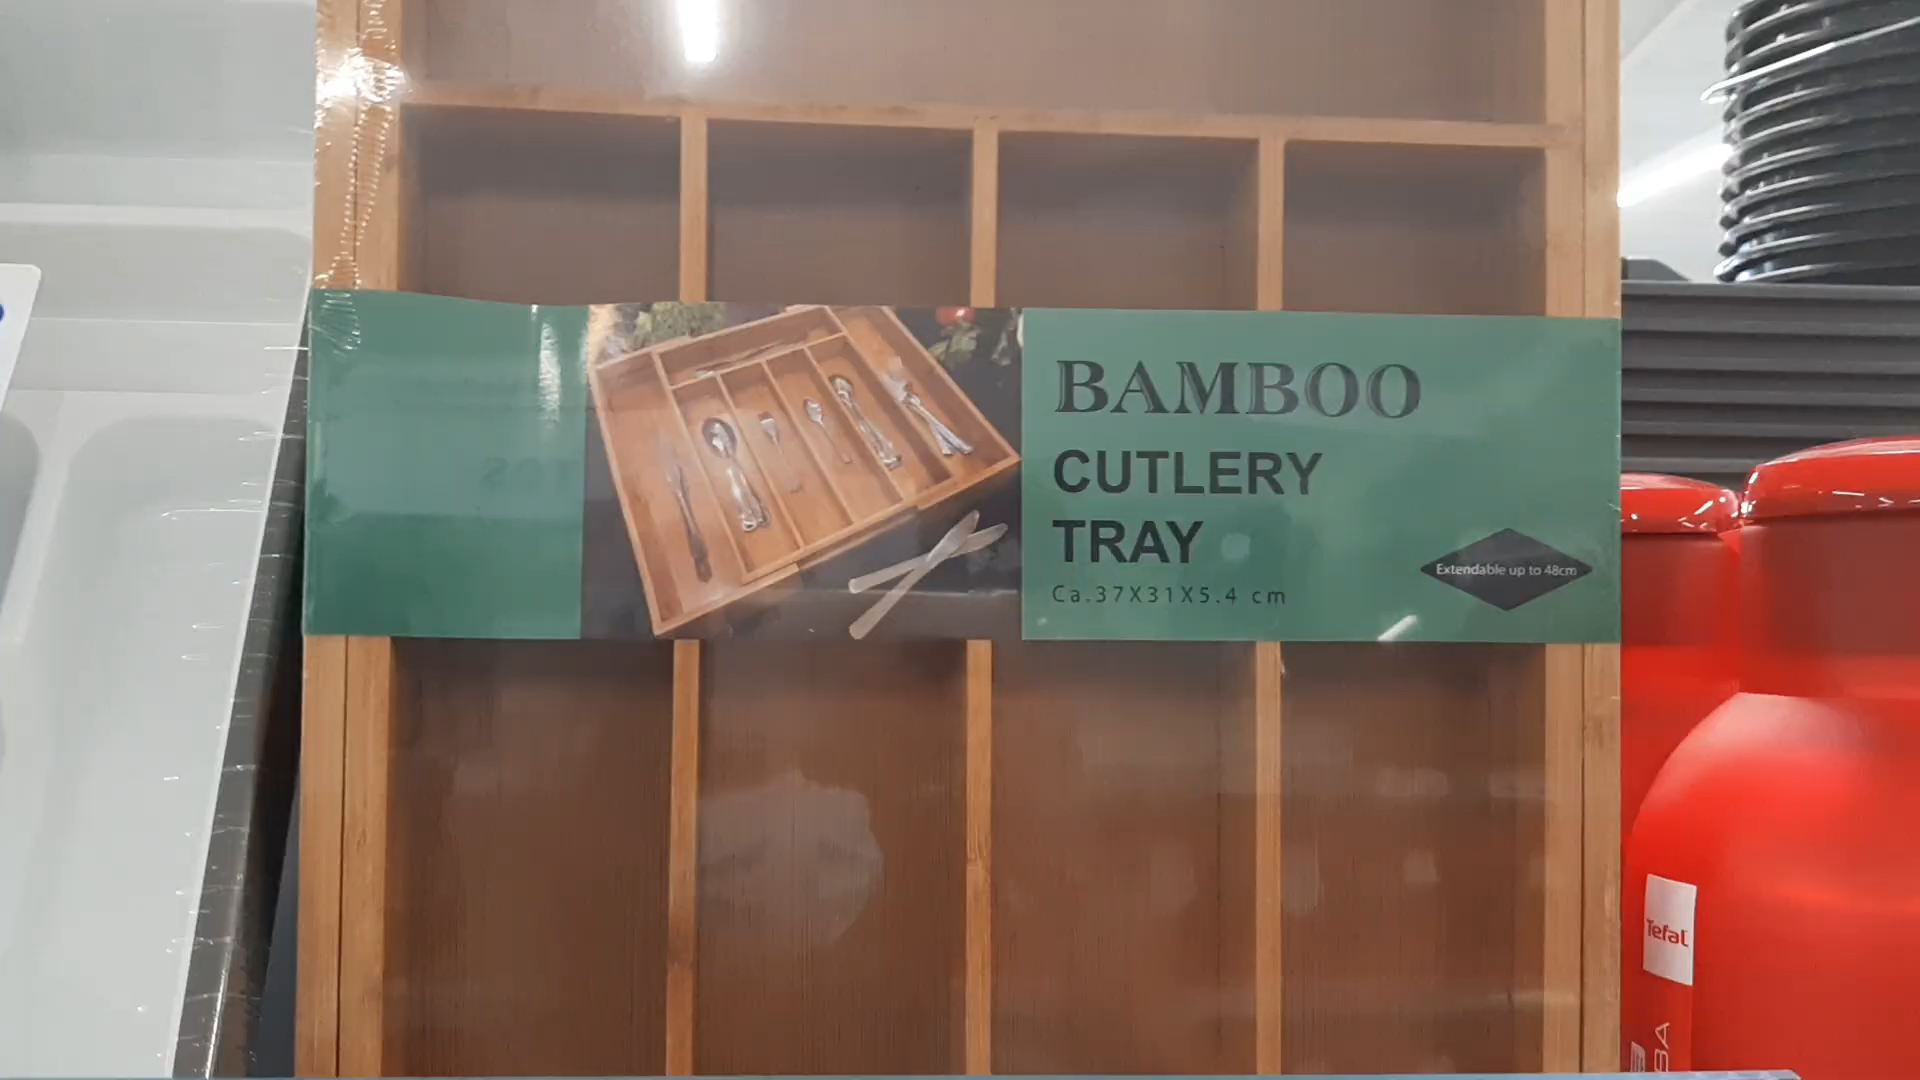 BAMBOO
CUTLERY
TRAY
Ca.37X31X5.4 cm
Extendable up to 48cm
Tefal